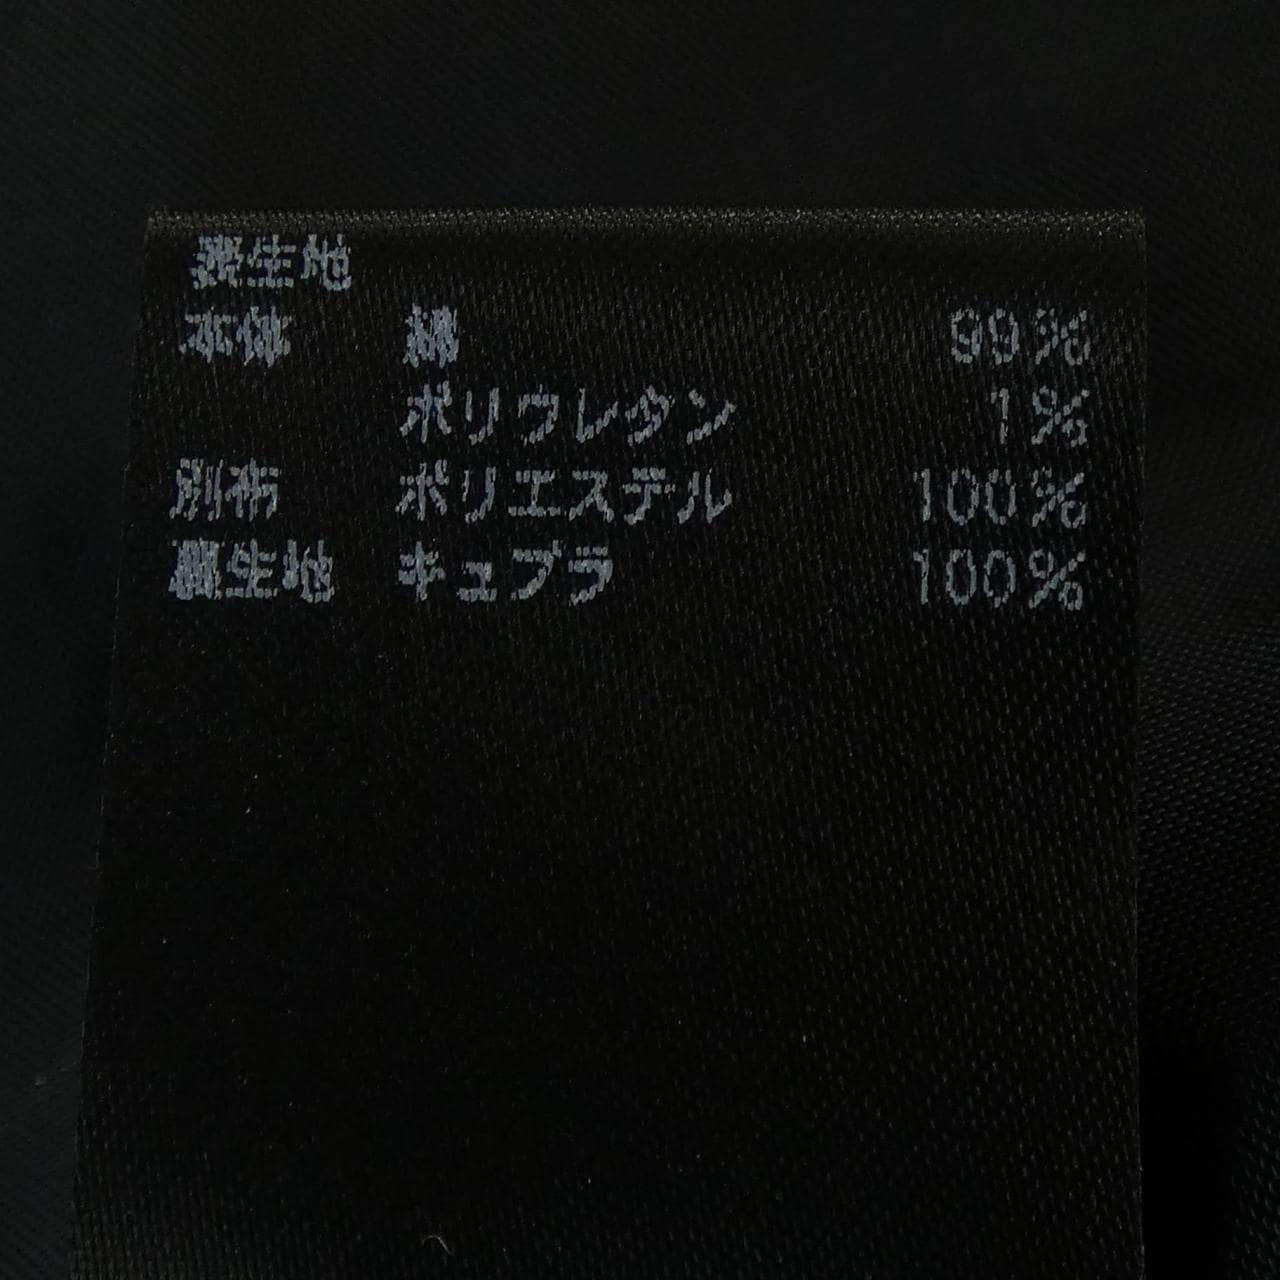 表生地
本体 綿 99%
ポリウレタン 1%
別布 ポリエステル 100%
裏生地 キュプラ 100%